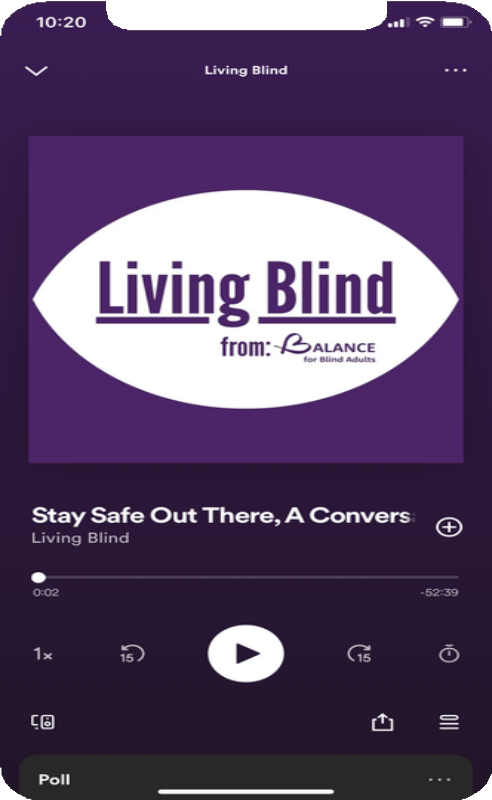 10:20
Living Blind
Living Blind
from: BALANCE
for Blind Adults
Stay Safe Out There, A Convers
Living Blind
0:02 -52:39
1x 15 15
Poll